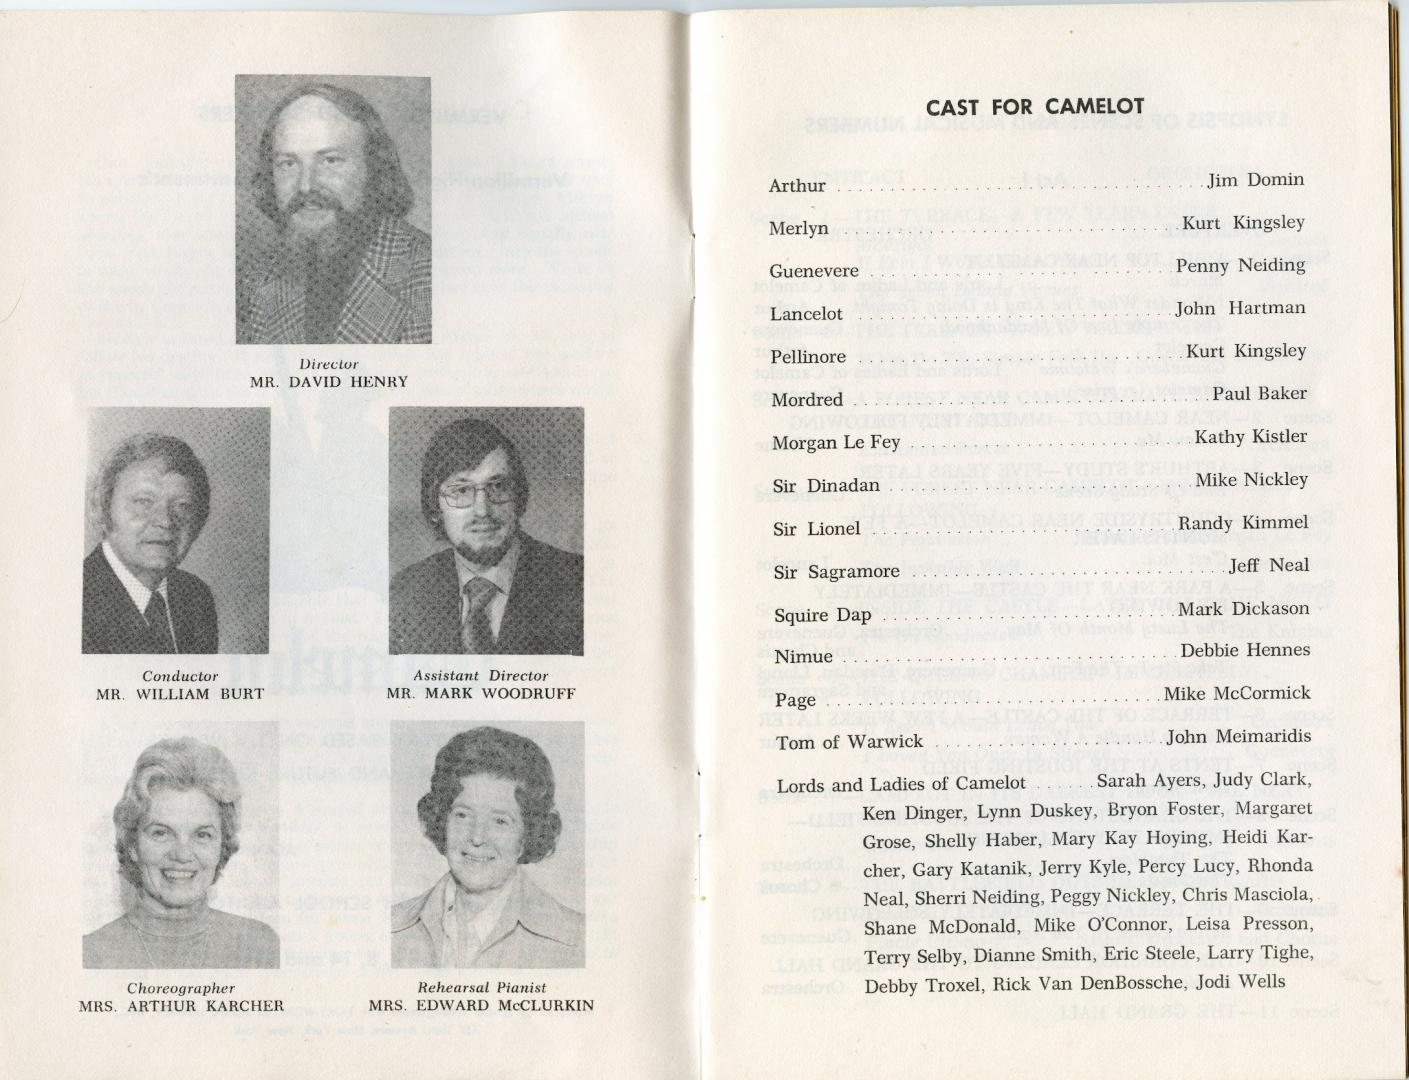 Director
MR. DAVID HENRY
Conductor
MR. WILLIAM BURT
Assistant Director
MR. MARK WOODRUFF
Choreographer
MRS. ARTHUR KARCHER
Rehearsal Pianist
MRS. EDWARD McCLURKIN
CAST FOR CAMELOT
Arthur . . . . . . . . . . Jim Domin
Merlyn . . . . . . . . . . Kurt Kingsley
Guenevere . . . . . . . . . . Penny Neiding
Lancelot . . . . . . . . . . John Hartman
Pellinore . . . . . . . . . . Kurt Kingsley
Mordred . . . . . . . . . . Paul Baker
Morgan Le Fey . . . . . . . . . . Kathy Kistler
Sir Dinadan . . . . . . . . . . Mike Nickley
Sir Lionel . . . . . . . . . . Randy Kimmel
Sir Sagramore . . . . . . . . . . Jeff Neal
Squire Dap . . . . . . . . . . Mark Dickason
Nimue . . . . . . . . . . Debbie Hennes
Page . . . . . . . . . . Mike McCormick
Tom of Warwick . . . . . . . . . . John Meimaridis
Lords and Ladies of Camelot . . . . . Sarah Ayers, Judy Clark,
Ken Dinger, Lynn Duskey, Bryon Foster, Margaret
Grose, Shelly Haber, Mary Kay Hoying, Heidi Kar-
cher, Gary Katanik, Jerry Kyle, Percy Lucy, Rhonda
Neal, Sherri Neiding, Peggy Nickley, Chris Masciola,
Shane McDonald, Mike O'Connor, Leisa Presson,
Terry Selby, Dianne Smith, Eric Steele, Larry Tighe,
Debby Troxel, Rick Van DenBossche, Jodi Wells